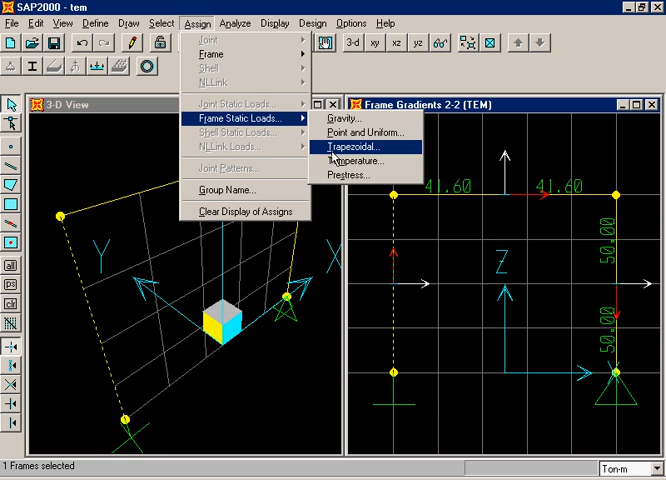 SAP2000 - tem
File Edit View Define Draw Select Assign Analyze Display Design Options Help
3-d xy xz yz
Joint
Frame
Shell
NLLink
Joint Static Loads...
Frame Static Loads...
Shell Static Loads...
NLLink Loads...
Joint Patterns...
Group Name...
Clear Display of Assigns
Gravity...
Point and Uniform...
Trapezoidal...
Temperature...
Prestress...
3-D View
Frame Gradients 2-2 (TEM)
all
ps
clr
Y
X
41.60 41.60
50.00
Z
50.00
X
1 Frames selected
Ton-m